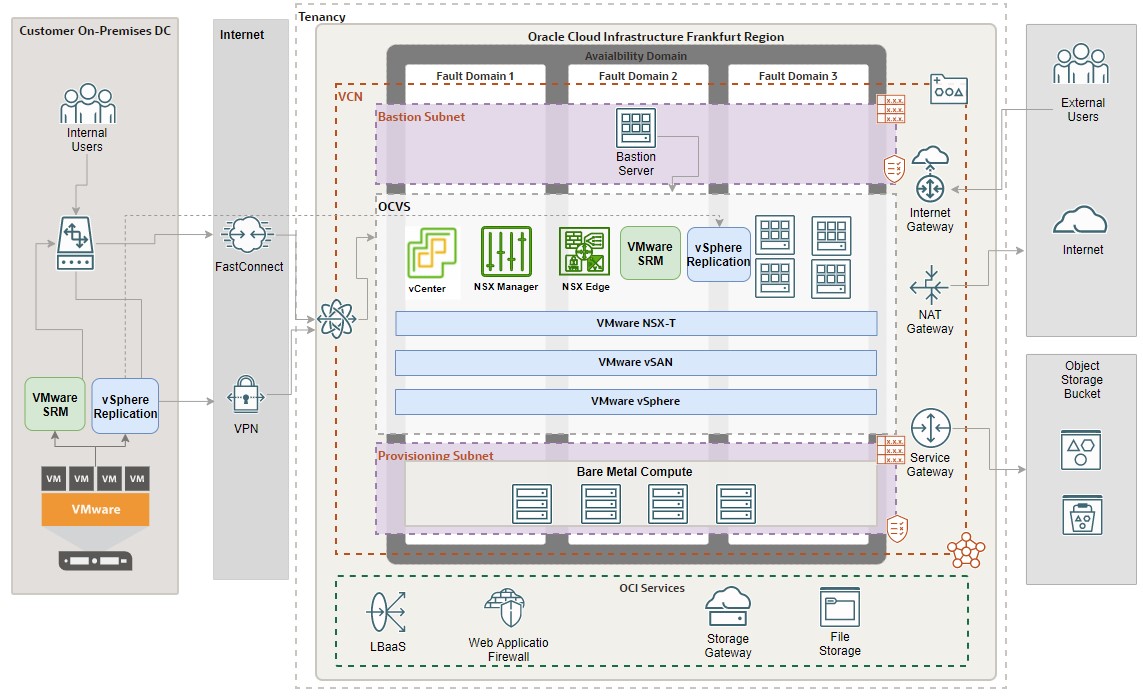 Customer On-Premises DC
Internal
Users
VMware
SRM
vSphere
Replication
VM VM VM VM
VMware
Internet
FastConnect
VPN
Tenancy
Oracle Cloud Infrastructure Frankfurt Region
Avaialbility Domain
Fault Domain 1
Fault Domain 2
Fault Domain 3
VCN
Bastion Subnet
Bastion
Server
OCVS
vCenter
NSX Manager
NSX Edge
VMware
SRM
vSphere
Replication
VMware NSX-T
VMware vSAN
VMware vSphere
Provisioning Subnet
Bare Metal Compute
Internet
Gateway
NAT
Gateway
Service
Gateway
OCI Services
LBaaS
Web Applicatio
Firewall
Storage
Gateway
File
Storage
External
Users
Internet
Object
Storage
Bucket